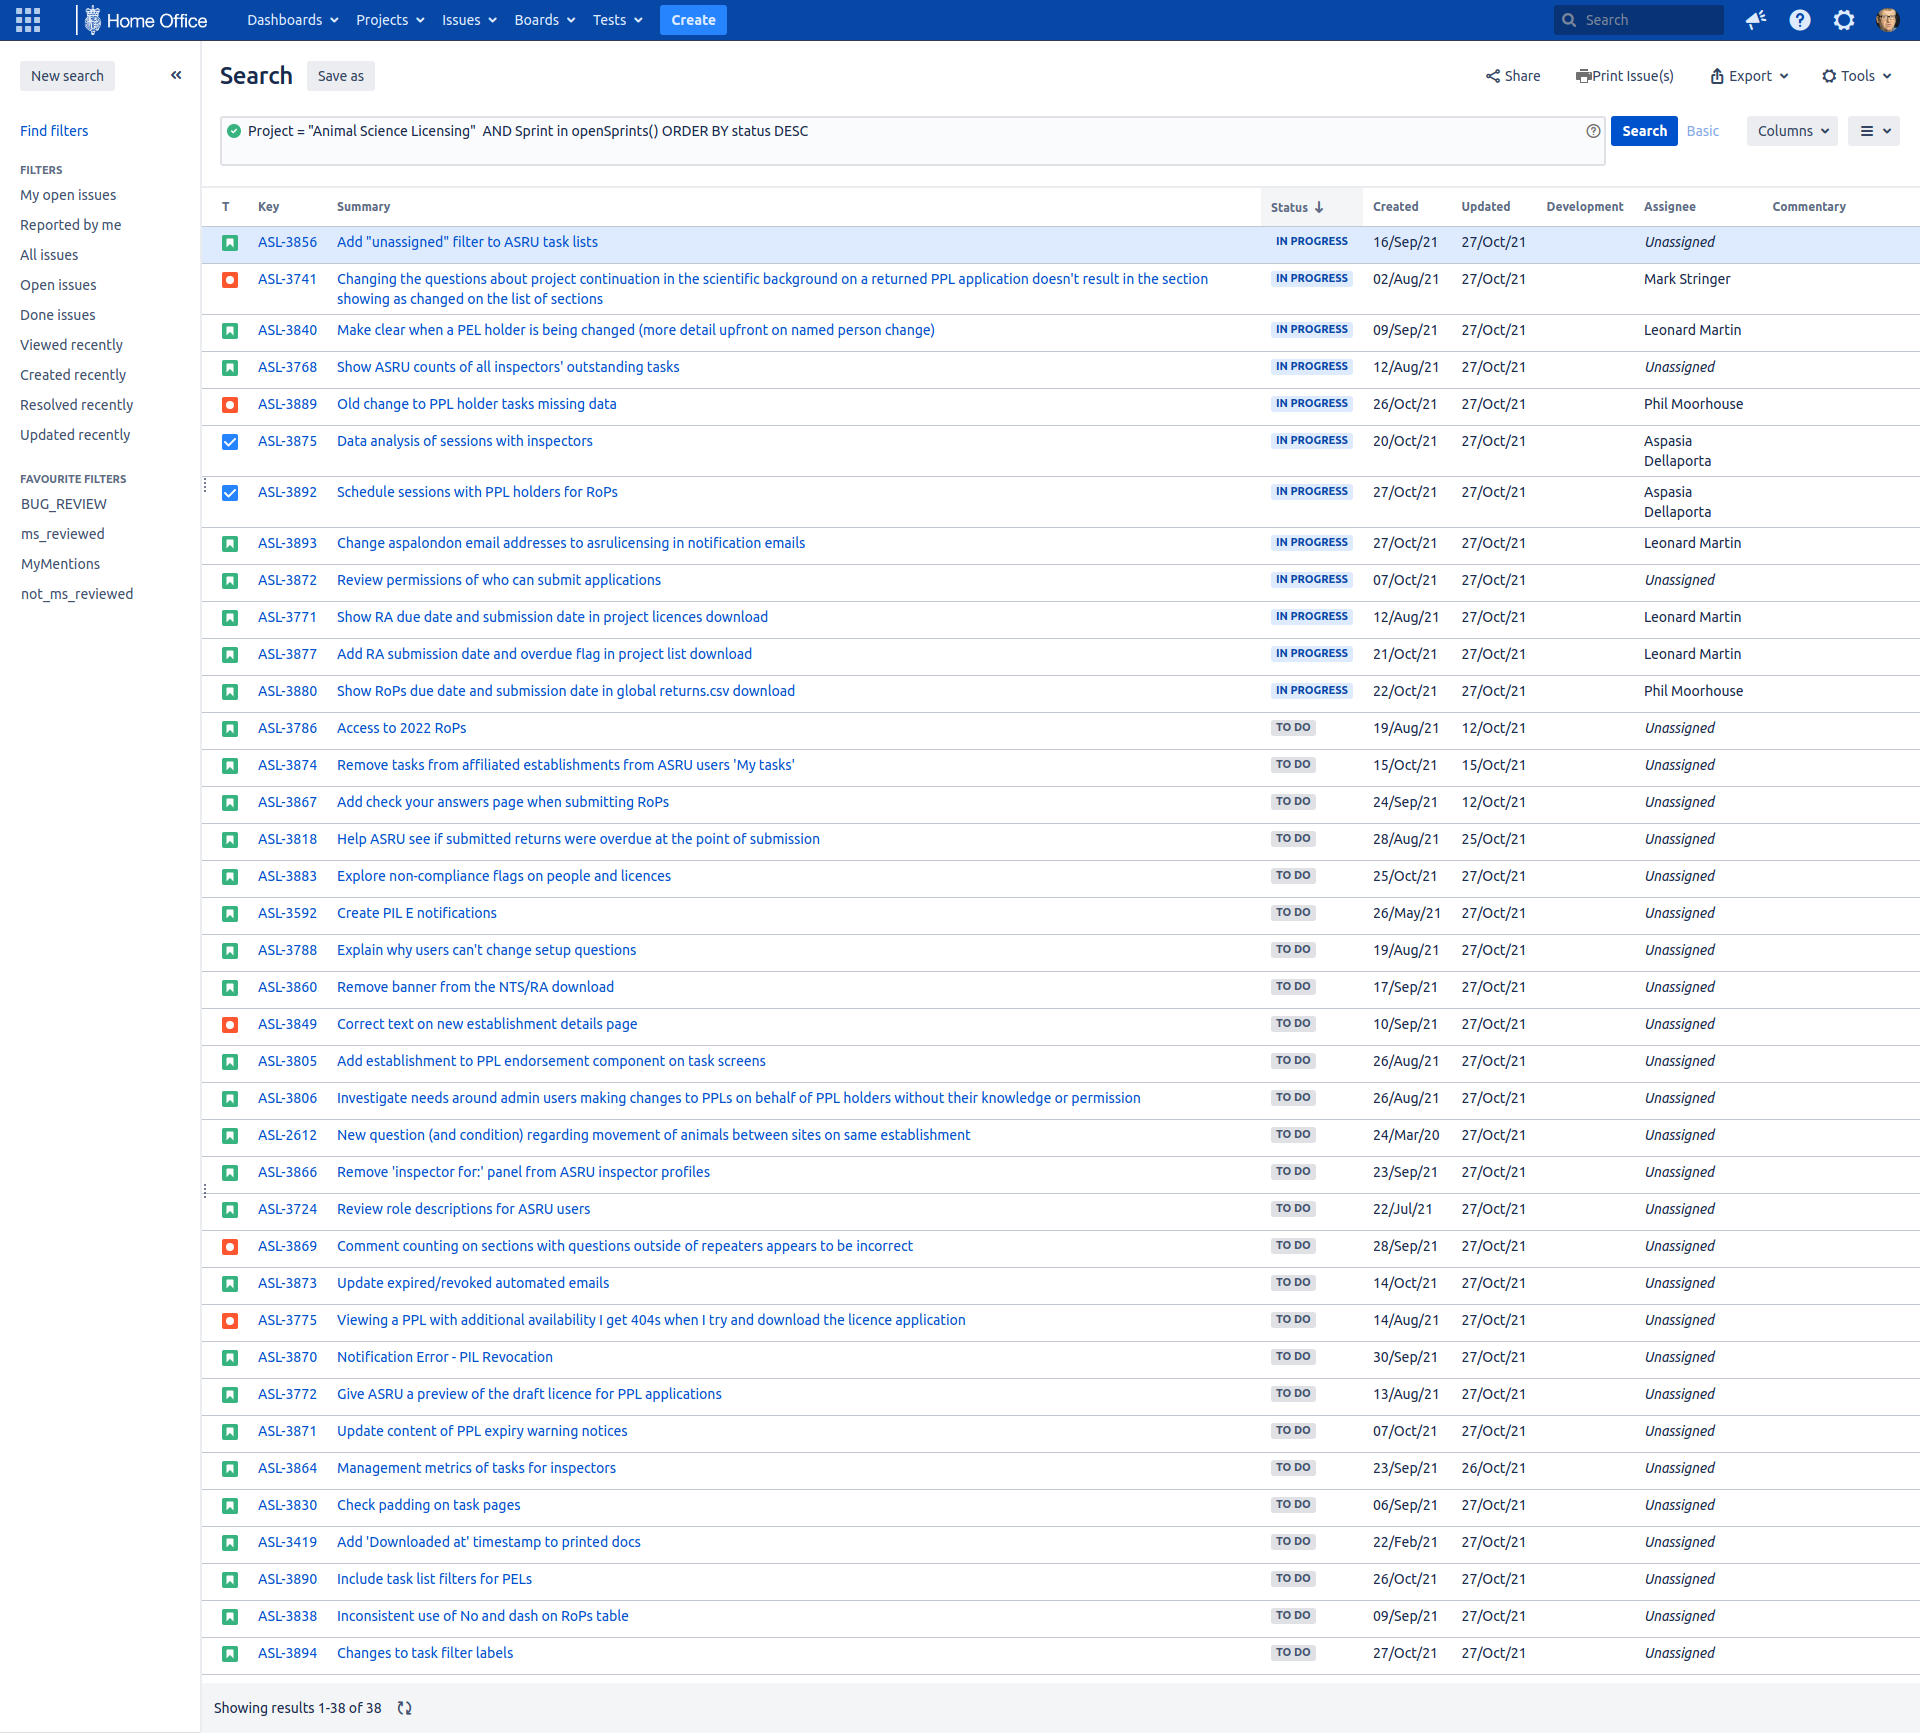 Home Office Dashboards Projects Issues Boards Tests Create Search
New search
Find filters
FILTERS
My open issues
Reported by me
All issues
Open issues
Done issues
Viewed recently
Created recently
Resolved recently
Updated recently
FAVOURITE FILTERS
BUG_REVIEW
ms_reviewed
MyMentions
not_ms_reviewed
Search Save as Share Print Issue(s) Export Tools
Project = "Animal Science Licensing" AND Sprint in openSprints() ORDER BY status DESC Search Basic Columns
T Key Summary Status Created Updated Development Assignee Commentary
ASL-3856 Add "unassigned" filter to ASRU task lists IN PROGRESS 16/Sep/21 27/Oct/21 Unassigned
ASL-3741 Changing the questions about project continuation in the scientific background on a returned PPL application doesn't result in the section IN PROGRESS 02/Aug/21 27/Oct/21 Mark Stringer
showing as changed on the list of sections
ASL-3840 Make clear when a PEL holder is being changed (more detail upfront on named person change) IN PROGRESS 09/Sep/21 27/Oct/21 Leonard Martin
ASL-3768 Show ASRU counts of all inspectors' outstanding tasks IN PROGRESS 12/Aug/21 27/Oct/21 Unassigned
ASL-3889 Old change to PPL holder tasks missing data IN PROGRESS 26/Oct/21 27/Oct/21 Phil Moorhouse
ASL-3875 Data analysis of sessions with inspectors IN PROGRESS 20/Oct/21 27/Oct/21 Aspasia
Dellaporta
ASL-3892 Schedule sessions with PPL holders for RoPs IN PROGRESS 27/Oct/21 27/Oct/21 Aspasia
Dellaporta
ASL-3893 Change aspalondon email addresses to asrulicensing in notification emails IN PROGRESS 27/Oct/21 27/Oct/21 Leonard Martin
ASL-3872 Review permissions of who can submit applications IN PROGRESS 07/Oct/21 27/Oct/21 Unassigned
ASL-3771 Show RA due date and submission date in project licences download IN PROGRESS 12/Aug/21 27/Oct/21 Leonard Martin
ASL-3877 Add RA submission date and overdue flag in project list download IN PROGRESS 21/Oct/21 27/Oct/21 Leonard Martin
ASL-3880 Show RoPs due date and submission date in global returns.csv download IN PROGRESS 22/Oct/21 27/Oct/21 Phil Moorhouse
ASL-3786 Access to 2022 RoPs TO DO 19/Aug/21 12/Oct/21 Unassigned
ASL-3874 Remove tasks from affiliated establishments from ASRU users 'My tasks' TO DO 15/Oct/21 15/Oct/21 Unassigned
ASL-3867 Add check your answers page when submitting RoPs TO DO 24/Sep/21 12/Oct/21 Unassigned
ASL-3818 Help ASRU see if submitted returns were overdue at the point of submission TO DO 28/Aug/21 25/Oct/21 Unassigned
ASL-3883 Explore non-compliance flags on people and licences TO DO 25/Oct/21 27/Oct/21 Unassigned
ASL-3592 Create PIL E notifications TO DO 26/May/21 27/Oct/21 Unassigned
ASL-3788 Explain why users can't change setup questions TO DO 19/Aug/21 27/Oct/21 Unassigned
ASL-3860 Remove banner from the NTS/RA download TO DO 17/Sep/21 27/Oct/21 Unassigned
ASL-3849 Correct text on new establishment details page TO DO 10/Sep/21 27/Oct/21 Unassigned
ASL-3805 Add establishment to PPL endorsement component on task screens TO DO 26/Aug/21 27/Oct/21 Unassigned
ASL-3806 Investigate needs around admin users making changes to PPLs on behalf of PPL holders without their knowledge or permission TO DO 26/Aug/21 27/Oct/21 Unassigned
ASL-2612 New question (and condition) regarding movement of animals between sites on same establishment TO DO 24/Mar/20 27/Oct/21 Unassigned
ASL-3866 Remove 'inspector for:' panel from ASRU inspector profiles TO DO 23/Sep/21 27/Oct/21 Unassigned
ASL-3724 Review role descriptions for ASRU users TO DO 22/Jul/21 27/Oct/21 Unassigned
ASL-3869 Comment counting on sections with questions outside of repeaters appears to be incorrect TO DO 28/Sep/21 27/Oct/21 Unassigned
ASL-3873 Update expired/revoked automated emails TO DO 14/Oct/21 27/Oct/21 Unassigned
ASL-3775 Viewing a PPL with additional availability I get 404s when I try and download the licence application TO DO 14/Aug/21 27/Oct/21 Unassigned
ASL-3870 Notification Error - PIL Revocation TO DO 30/Sep/21 27/Oct/21 Unassigned
ASL-3772 Give ASRU a preview of the draft licence for PPL applications TO DO 13/Aug/21 27/Oct/21 Unassigned
ASL-3871 Update content of PPL expiry warning notices TO DO 07/Oct/21 27/Oct/21 Unassigned
ASL-3864 Management metrics of tasks for inspectors TO DO 23/Sep/21 26/Oct/21 Unassigned
ASL-3830 Check padding on task pages TO DO 06/Sep/21 27/Oct/21 Unassigned
ASL-3419 Add 'Downloaded at' timestamp to printed docs TO DO 22/Feb/21 27/Oct/21 Unassigned
ASL-3890 Include task list filters for PELs TO DO 26/Oct/21 27/Oct/21 Unassigned
ASL-3838 Inconsistent use of No and dash on RoPs table TO DO 09/Sep/21 27/Oct/21 Unassigned
ASL-3894 Changes to task filter labels TO DO 27/Oct/21 27/Oct/21 Unassigned
Showing results 1-38 of 38